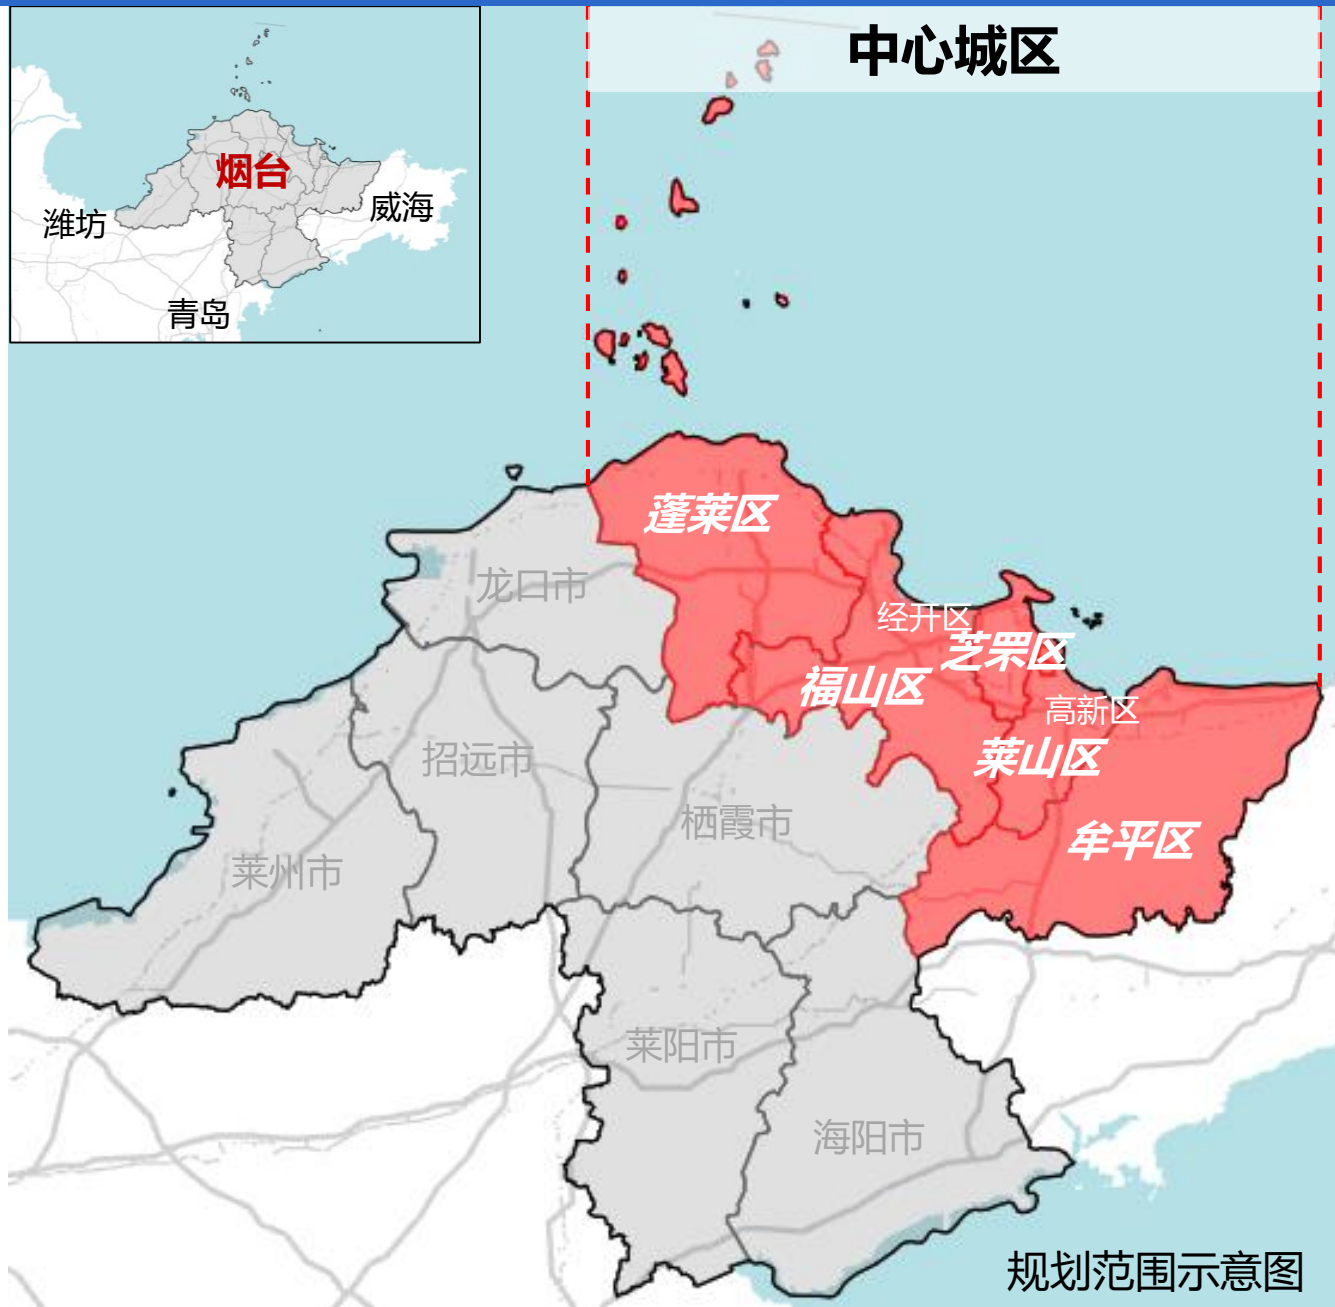 中心城区
烟台
潍坊
威海
青岛
蓬莱区
龙口市
经开区
芝罘区
福山区
高新区
招远市
莱山区
栖霞市
牟平区
莱州市
莱阳市
海阳市
规划范围示意图